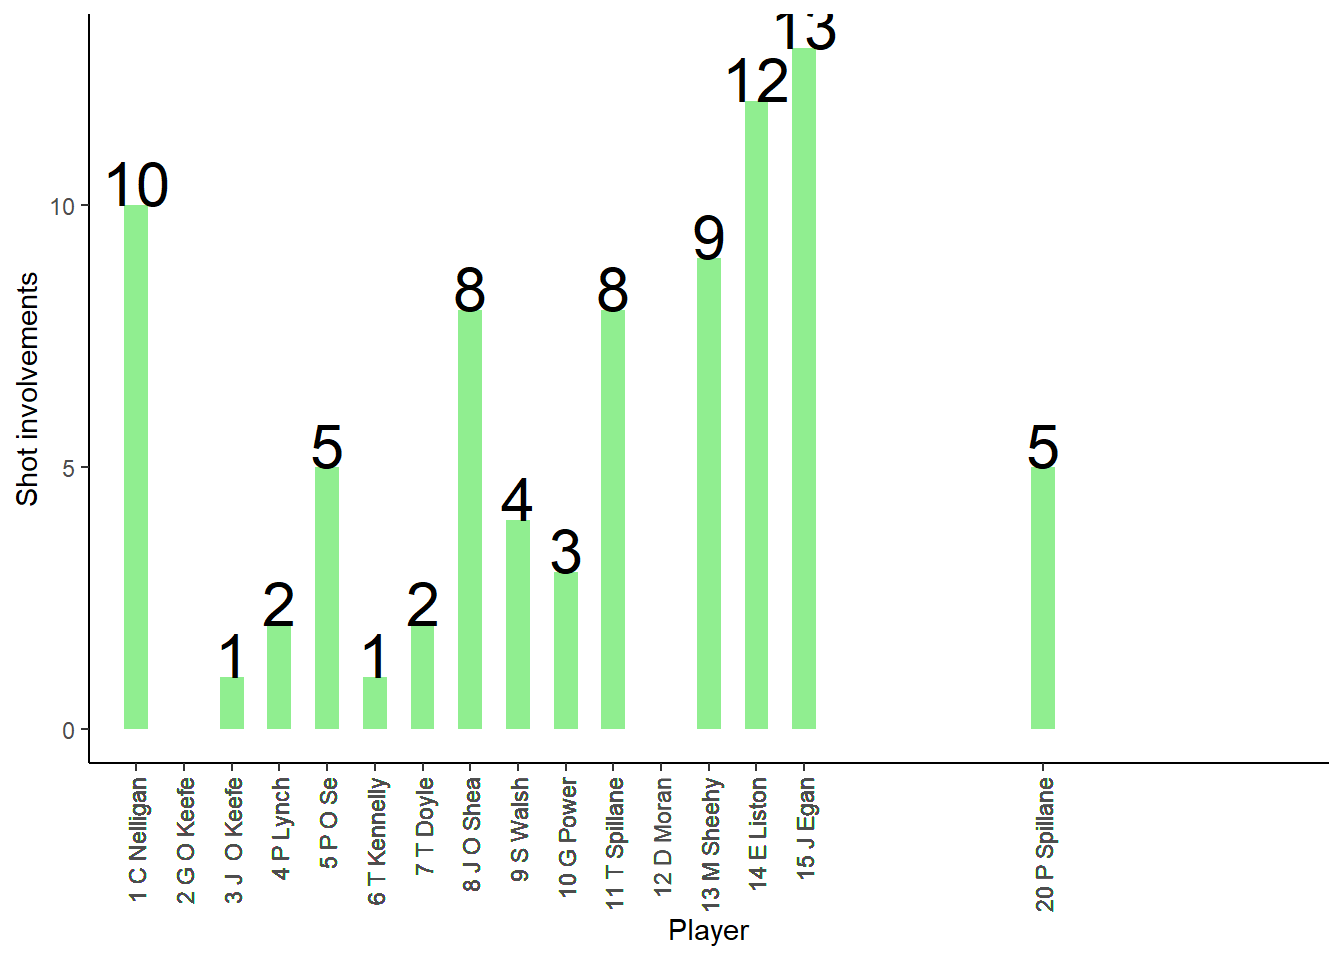 13
12
10
9
8
8
5
5
4
3
2
2
1
1
10
5
0
Shot involvements
1 C Nelligan
2 G O Keefe
3 J  O Keefe
4 P Lynch
5 P O Se
6 T Kennelly
7 T Doyle
8 J O Shea
9 S Walsh
10 G Power
11 T Spillane
12 D Moran
13 M Sheehy
14 E Liston
15 J Egan
20 P Spillane
Player